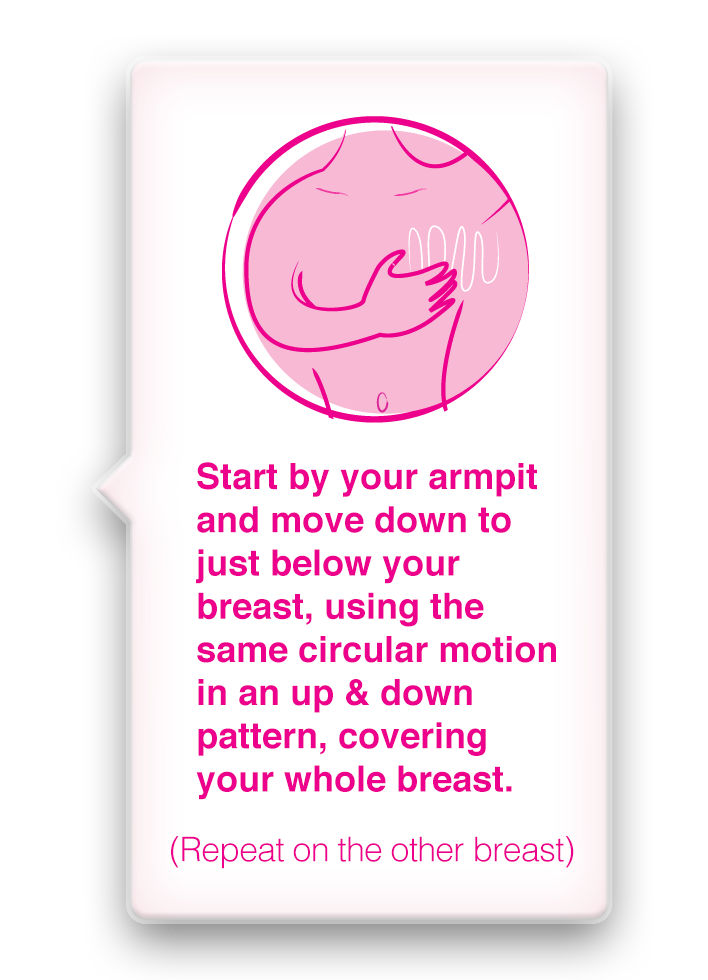 Start by your armpit
and move down to
just below your
breast, using the
same circular motion
in an up & down
pattern, covering
your whole breast.
(Repeat on the other breast)